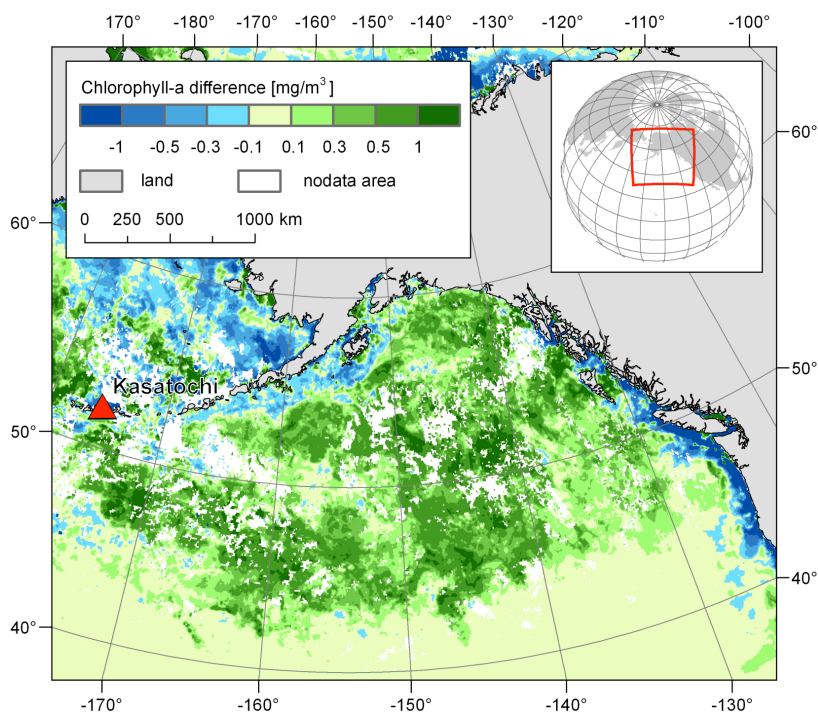 170° -180° -170° -160° -150° -140° -130° -120° -110° -100°
Chlorophyll-a difference [mg/m³]
-1 -0.5 -0.3 -0.1 0.1 0.3 0.5 1
land nodata area
0 250 500 1000 km
60°
60°
50°
Kasatochi
50°
40°
40°
-170° -160° -150° -140° -130°